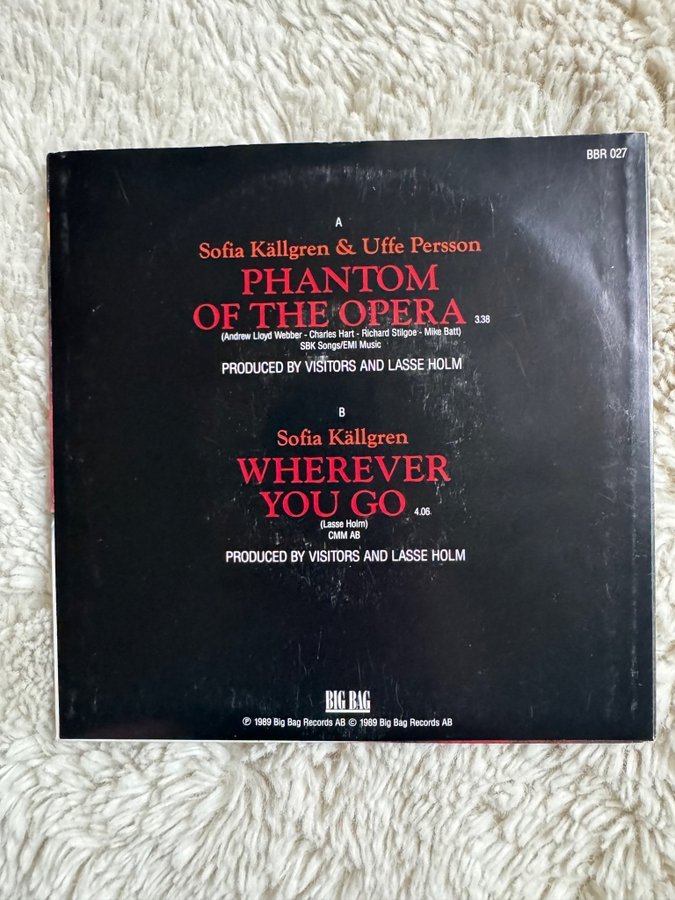 BBR 027
A
Sofia Källgren & Uffe Persson
PHANTOM
OF THE OPERA 3.38
(Andrew Lloyd Webber - Charles Hart - Richard Stilgoe - Mike Batt)
SBK Songs/EMI Music
PRODUCED BY VISITORS AND LASSE HOLM
B
Sofia Källgren
WHEREVER
YOU GO 4.06
(Lasse Holm)
CMM AB
PRODUCED BY VISITORS AND LASSE HOLM
BIG BAG
℗ 1989 Big Bag Records AB © 1989 Big Bag Records AB